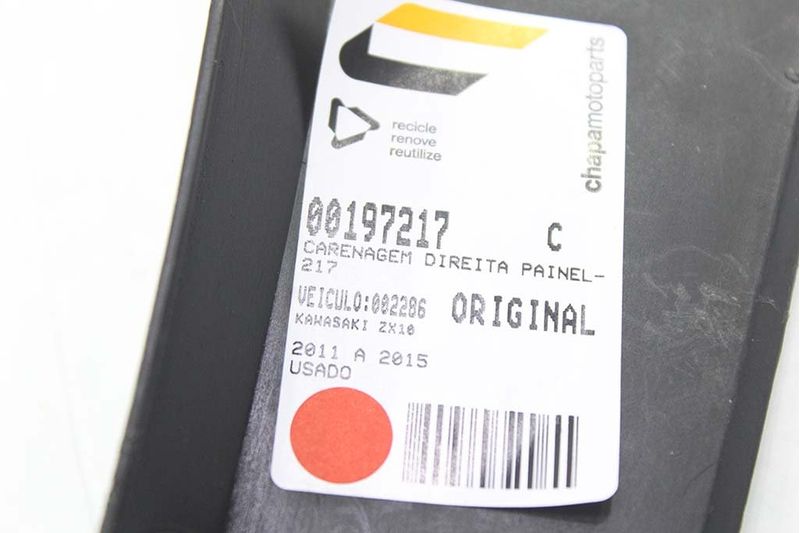 chapamotoparts
recicle
renove
reutilize
00197217 C
CARENAGEM DIREITA PAINEL-
217
VEICULO:002286 ORIGINAL
KAWASAKI ZX10
2011 A 2015
USADO